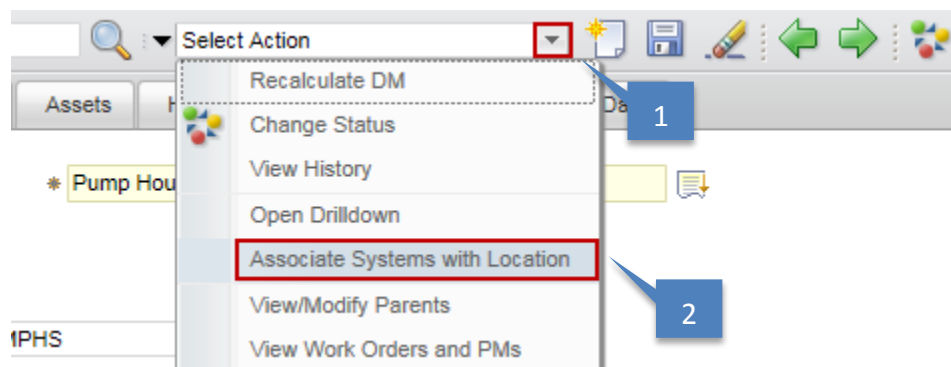 Select Action
Recalculate DM
1
Assets
Change Status
View History
Pump Hou
Open Drilldown
Associate Systems with Location
2
View/Modify Parents
View Work Orders and PMs